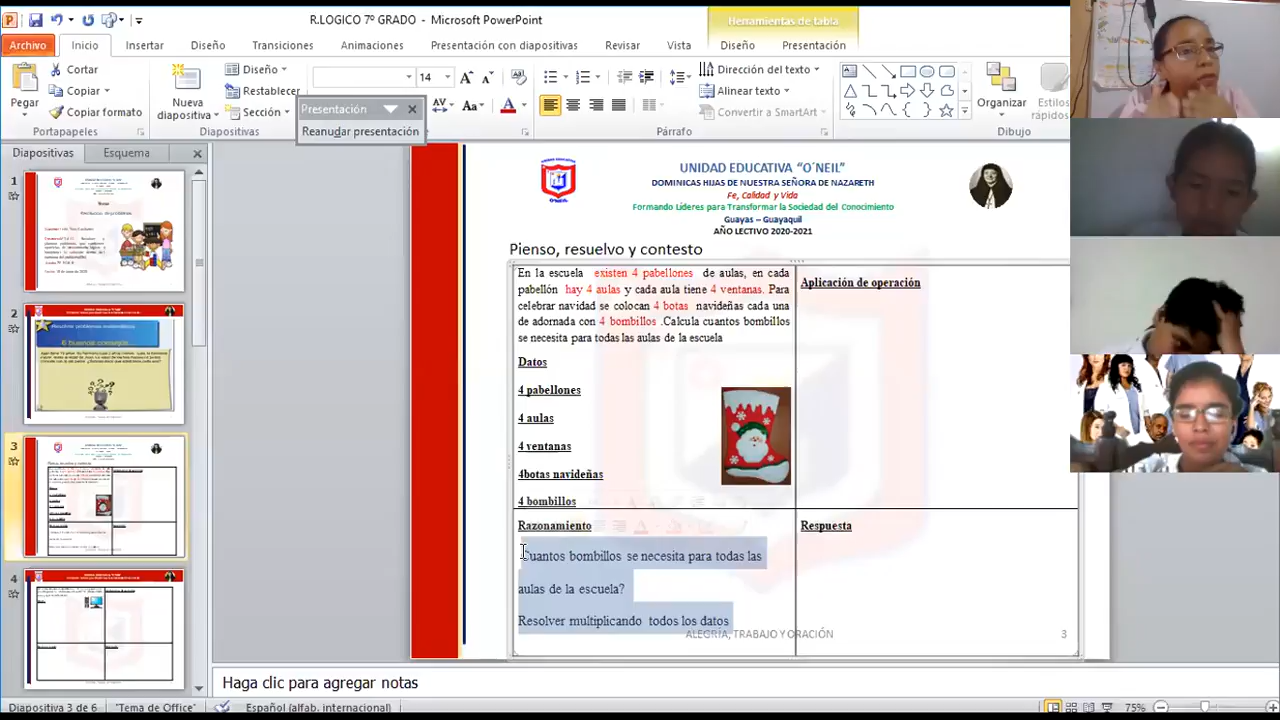 R.LOGICO 7º GRADO - Microsoft PowerPoint
Herramientas de tabla
Archivo
Inicio
Insertar
Diseño
Transiciones
Animaciones
Presentación con diapositivas
Revisar
Vista
Diseño
Presentación
Cortar
Copiar
Copiar formato
Pegar
Portapapeles
Nueva
diapositiva
Diseño
Restablecer
Sección
Diapositivas
14
Presentación
Reanudar presentación
Dirección del texto
Alinear texto
Convertir a SmartArt
Párrafo
Organizar
Estilos
rápidos
Dibujo
Diapositivas
Esquema
1
2
3
4
UNIDAD EDUCATIVA “O´NEIL”
DOMINICAS HIJAS DE NUESTRA SEÑORA DE NAZARETH
Fe, Calidad y Vida
Formando Líderes para Transformar la Sociedad del Conocimiento
Guayas – Guayaquil
AÑO LECTIVO 2020-2021
Pienso, resuelvo y contesto
En la escuela existen 4 pabellones de aulas, en cada
pabellón hay 4 aulas y cada aula tiene 4 ventanas. Para
celebrar navidad se colocan 4 botas navideñas cada una
de adornada con 4 bombillos .Calcula cuantos bombillos
se necesita para todas las aulas de la escuela
Datos
4 pabellones
4 aulas
4 ventanas
4botas navideñas
4 bombillos
Aplicación de operación
Razonamiento
Cuantos bombillos se necesita para todas las
aulas de la escuela?
Resolver multiplicando todos los datos
Respuesta
ALEGRÍA, TRABAJO Y ORACIÓN
3
Haga clic para agregar notas
Diapositiva 3 de 6
"Tema de Office"
Español (alfab. internacional)
75%